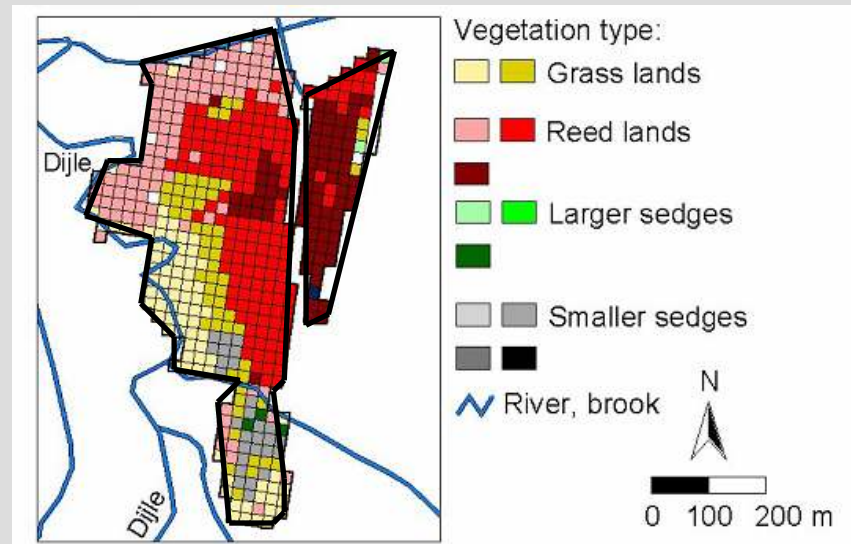 Vegetation type:
Grass lands
Reed lands
Larger sedges
Smaller sedges
River, brook
N
0 100 200 m
Dijle
Dijle